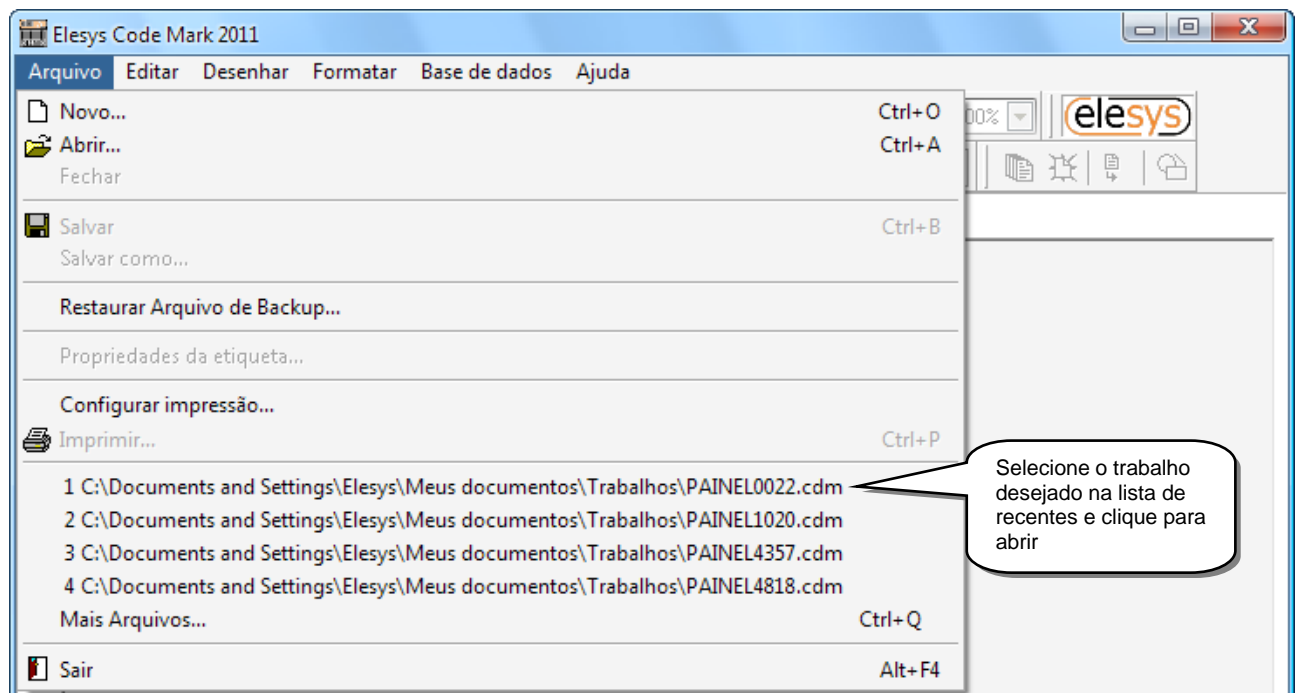 Elesys Code Mark 2011
Arquivo Editar Desenhar Formatar Base de dados Ajuda
Novo... Ctrl+O
00% elesys
Abrir... Ctrl+A
Fechar
Salvar Ctrl+B
Salvar como...
Restaurar Arquivo de Backup...
Propriedades da etiqueta...
Configurar impressão...
Imprimir... Ctrl+P
1 C:\Documents and Settings\Elesys\Meus documentos\Trabalhos\PAINEL0022.cdm
2 C:\Documents and Settings\Elesys\Meus documentos\Trabalhos\PAINEL1020.cdm
3 C:\Documents and Settings\Elesys\Meus documentos\Trabalhos\PAINEL4357.cdm
4 C:\Documents and Settings\Elesys\Meus documentos\Trabalhos\PAINEL4818.cdm
Mais Arquivos... Ctrl+Q
Sair Alt+F4
Selecione o trabalho
desejado na lista de
recentes e clique para
abrir